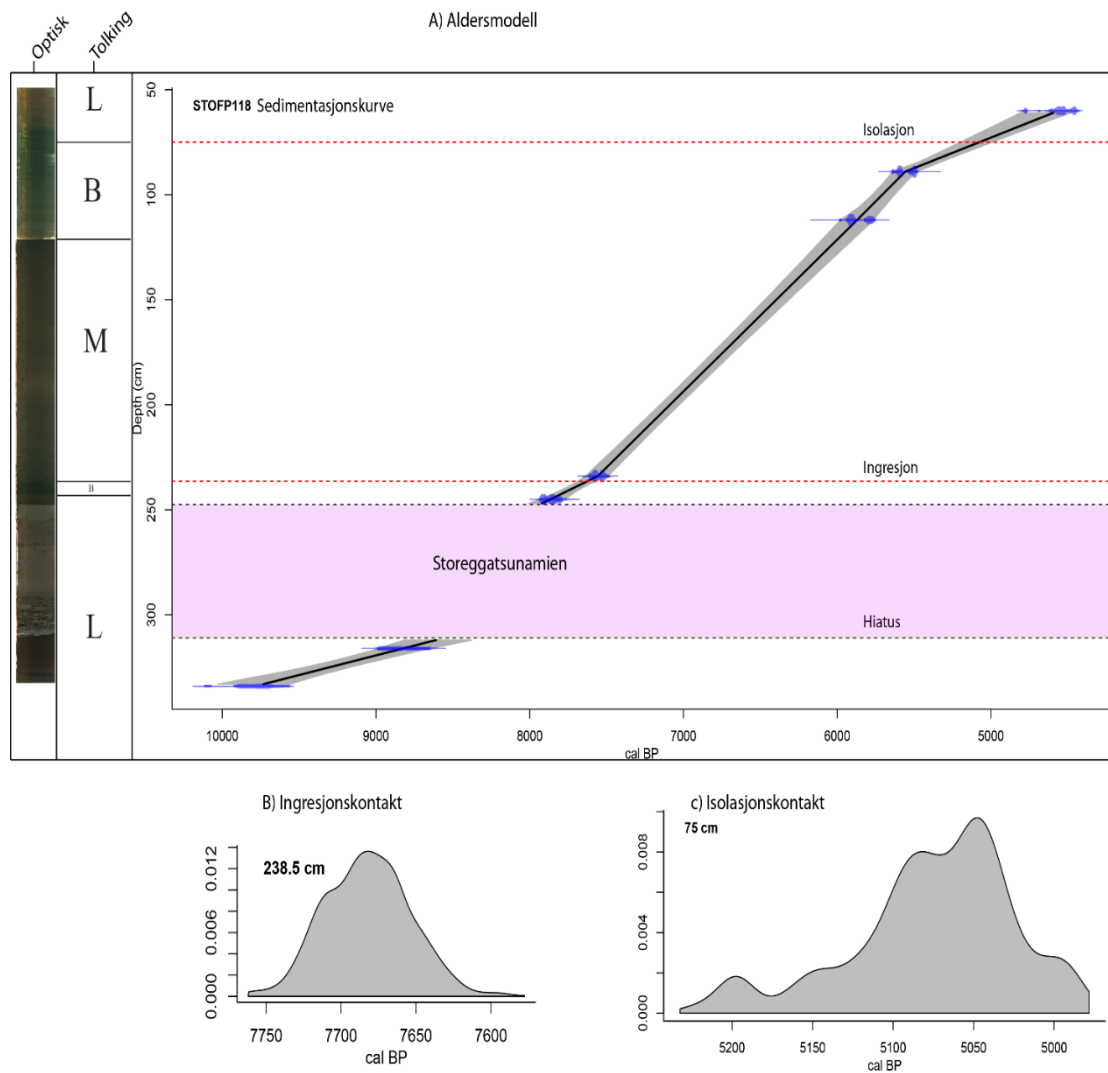 A) Aldersmodell
Optisk
Tolking
L
B
M
B
L
Depth (cm)
50
100
150
200
250
300
STOFP118 Sedimentasjonskurve
Isolasjon
Ingresjon
Storeggatsunamien
Hiatus
10000 9000 8000 7000 6000 5000
cal BP
B) Ingresjonskontakt
238.5 cm
0.012
0.006
0.000
7750 7700 7650 7600
cal BP
c) Isolasjonskontakt
75 cm
0.008
0.004
0.000
5200 5150 5100 5050 5000
cal BP